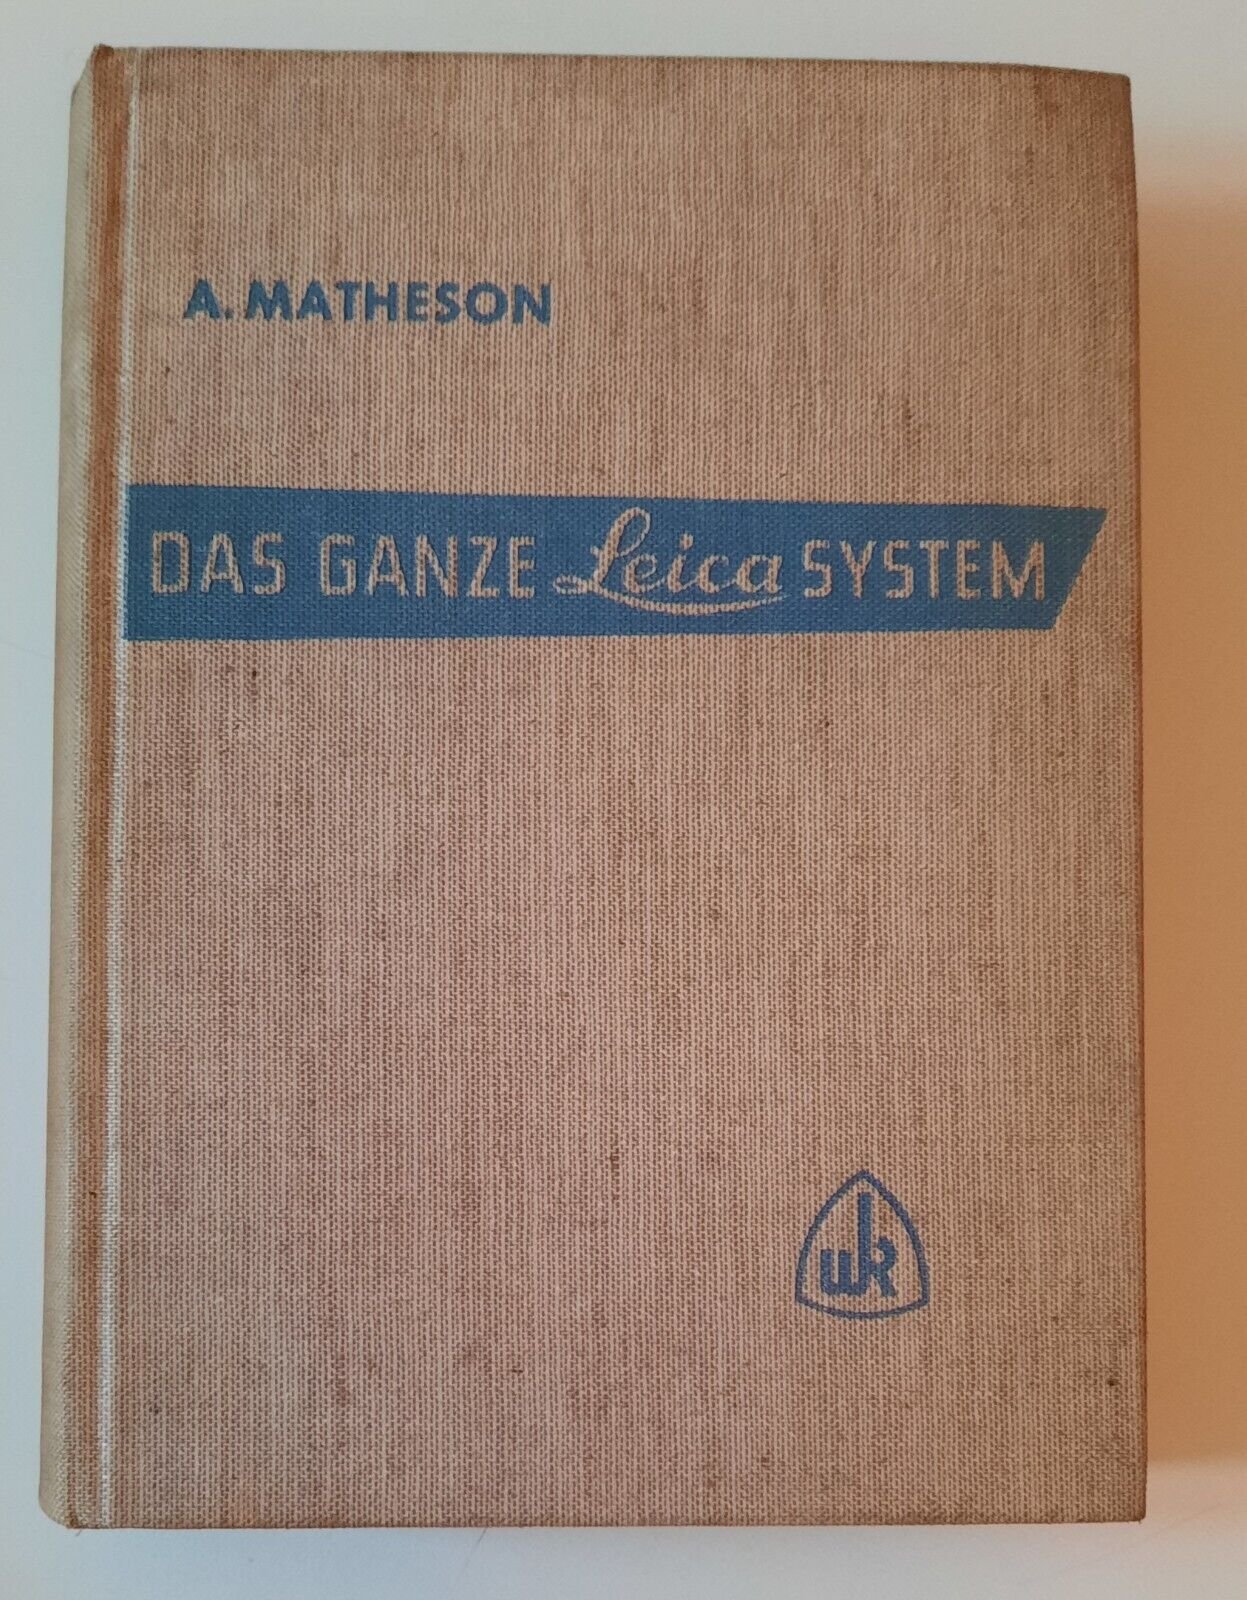 A. MATHESON
DAS GANZE Leica SYSTEM
WK